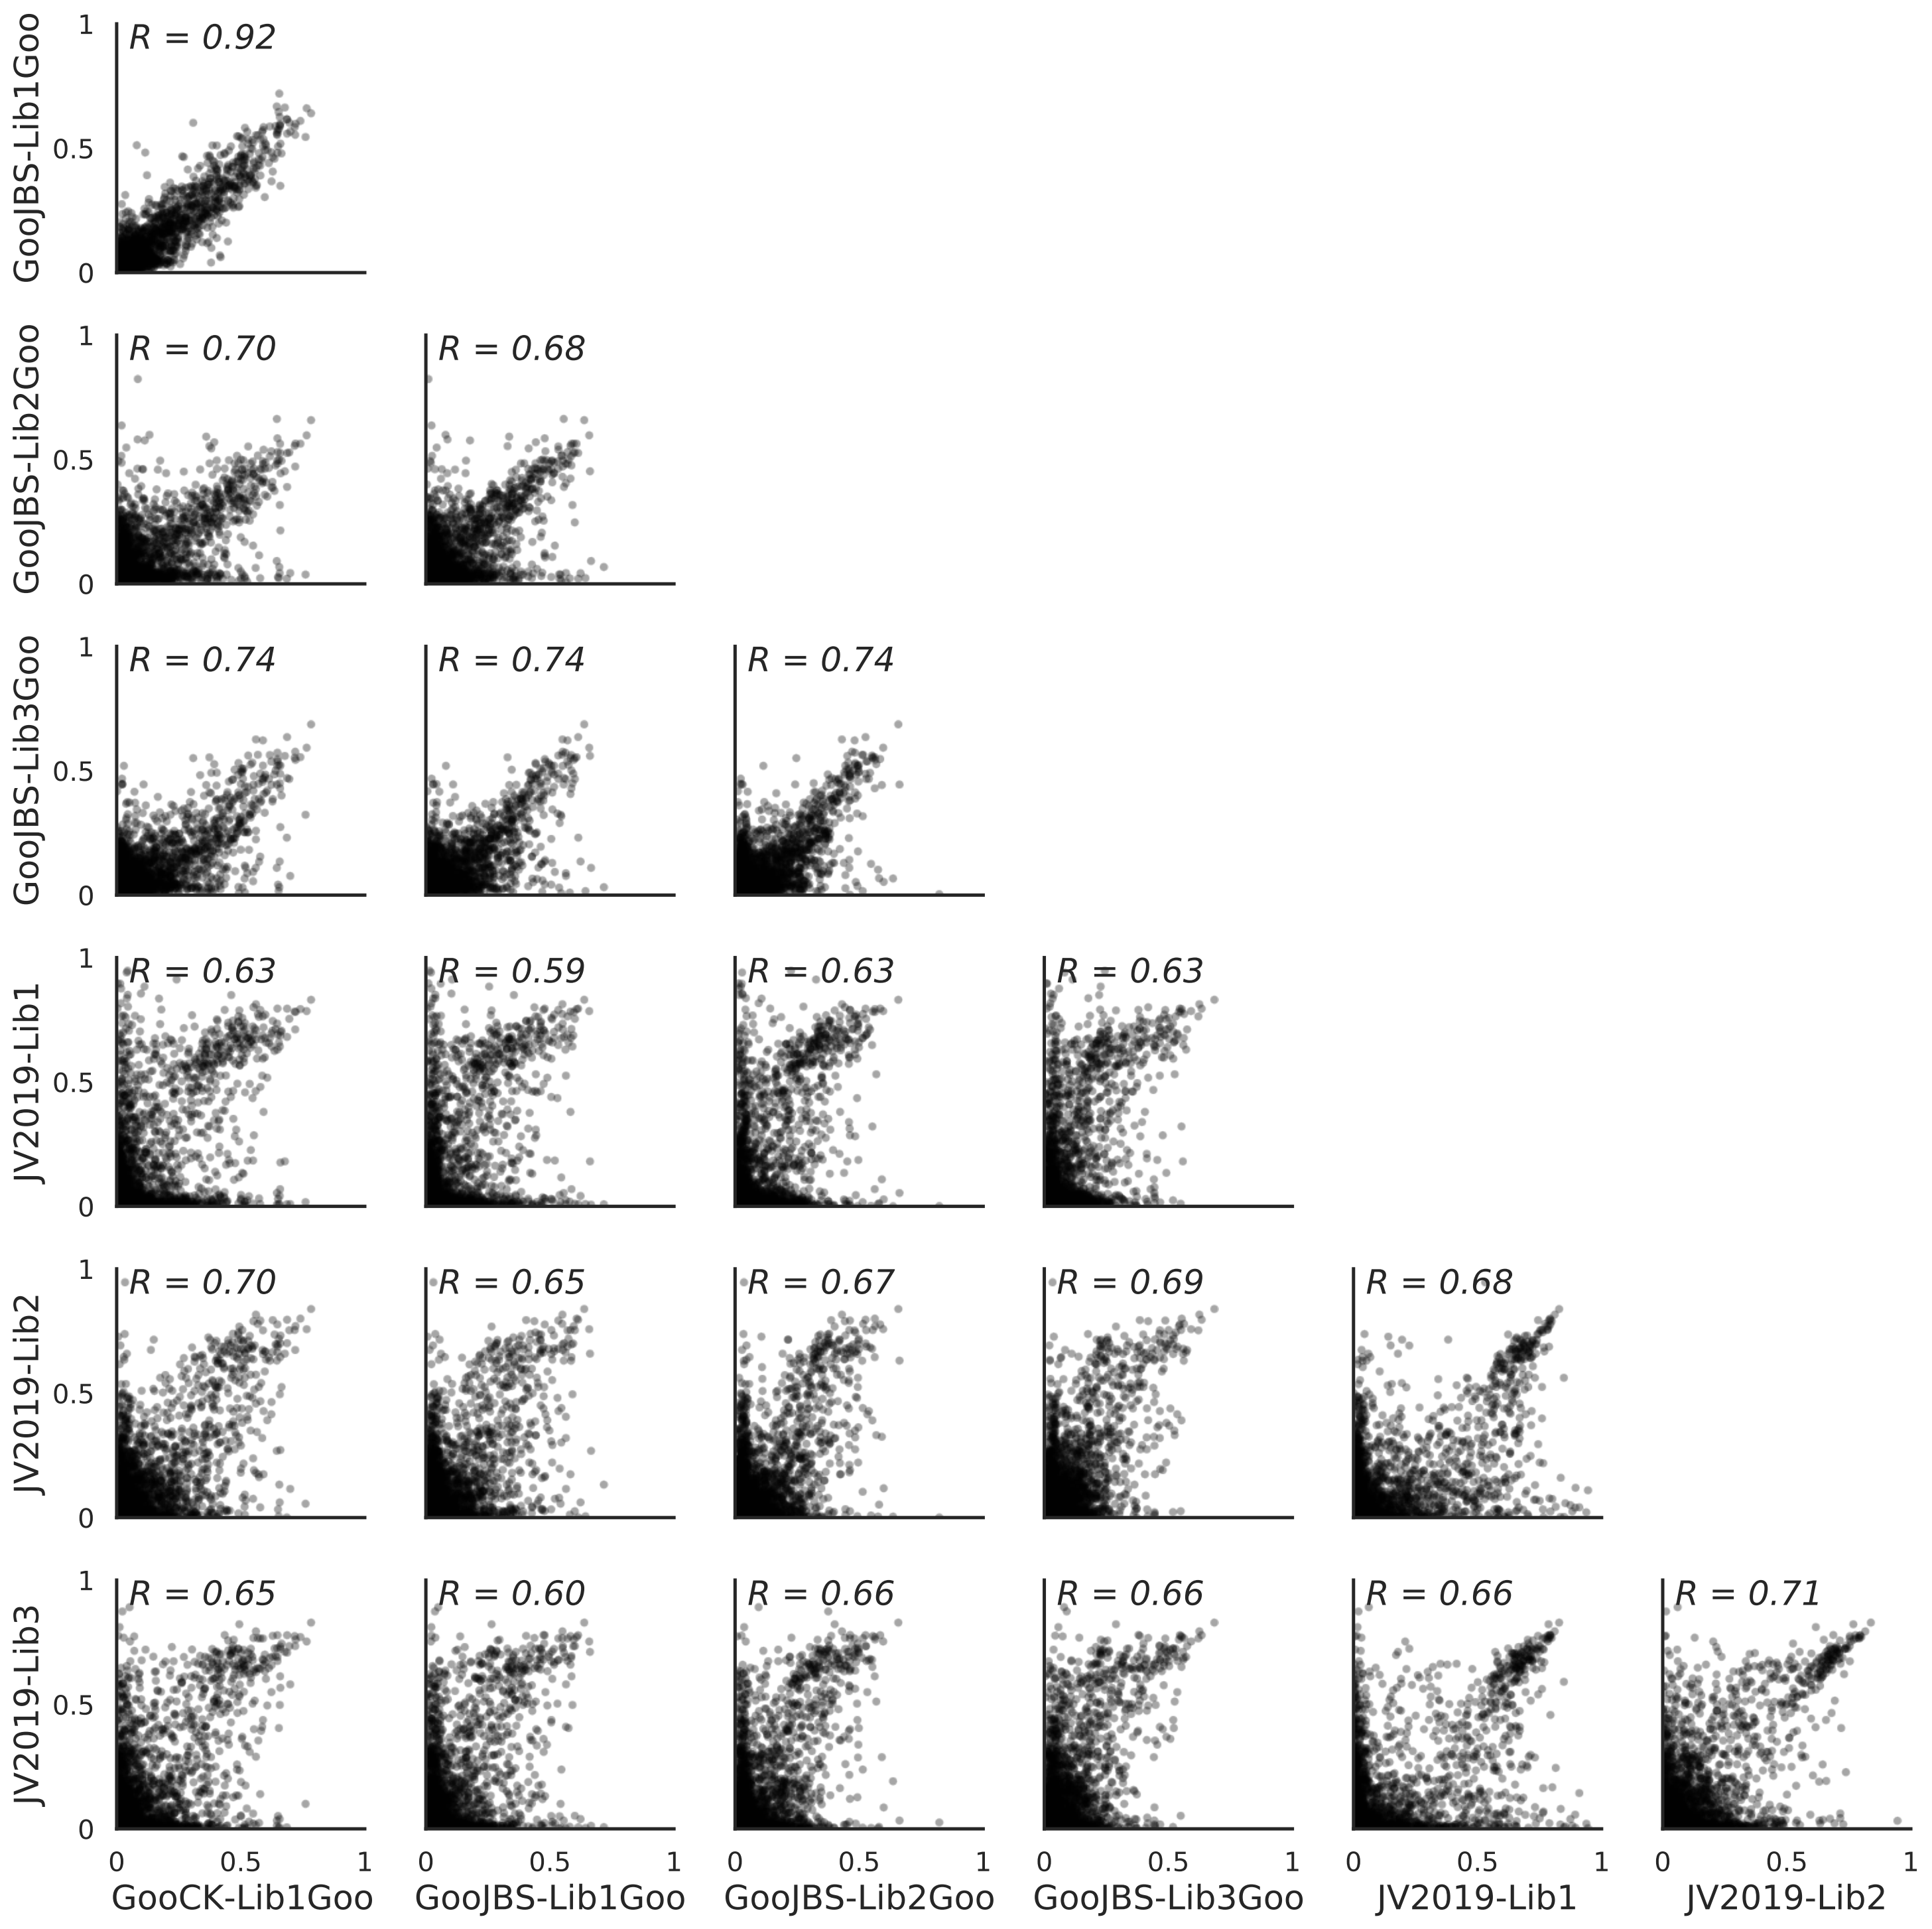 GooJBS-Lib1Goo
1
0.5
0
R = 0.92
GooJBS-Lib2Goo
1
0.5
0
R = 0.70
R = 0.68
GooJBS-Lib3Goo
1
0.5
0
R = 0.74
R = 0.74
R = 0.74
JV2019-Lib1
1
0.5
0
R = 0.63
R = 0.59
R = 0.63
R = 0.63
JV2019-Lib2
1
0.5
0
R = 0.70
R = 0.65
R = 0.67
R = 0.69
R = 0.68
JV2019-Lib3
1
0.5
0
R = 0.65
R = 0.60
R = 0.66
R = 0.66
R = 0.66
R = 0.71
0 0.5 1
0 0.5 1
0 0.5 1
0 0.5 1
0 0.5 1
0 0.5 1
GooCK-Lib1Goo
GooJBS-Lib1Goo
GooJBS-Lib2Goo
GooJBS-Lib3Goo
JV2019-Lib1
JV2019-Lib2